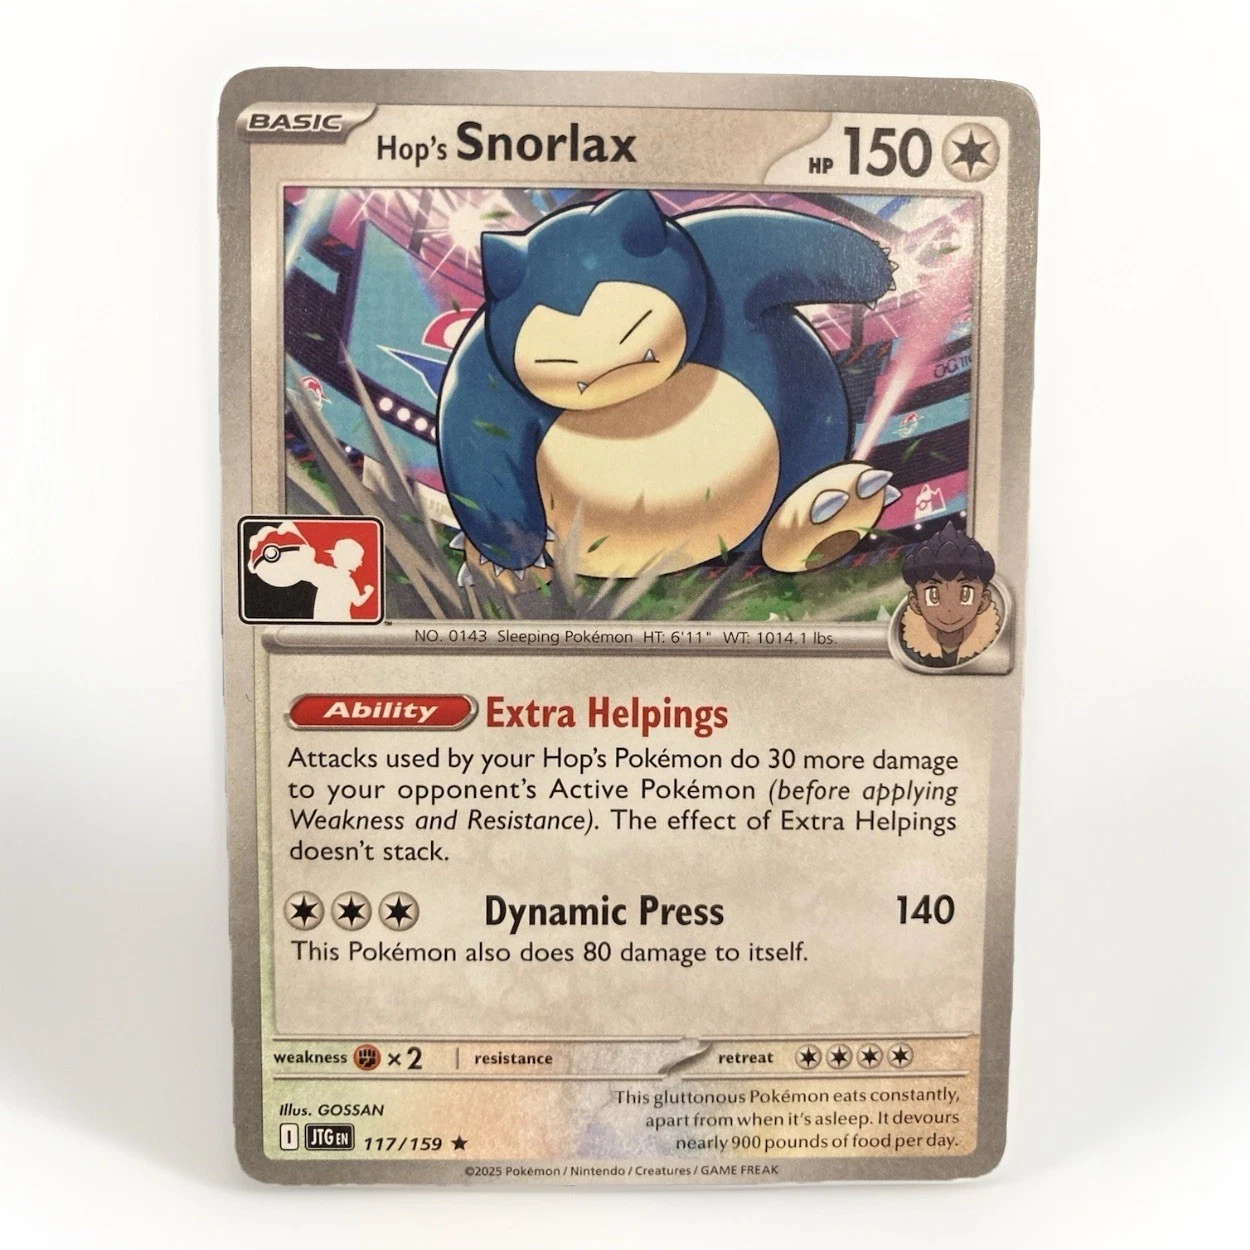 BASIC
Hop's Snorlax
HP 150
NO. 0143 Sleeping Pokémon HT: 6'11" WT: 1014.1 lbs.
Ability Extra Helpings
Attacks used by your Hop's Pokémon do 30 more damage
to your opponent's Active Pokémon (before applying
Weakness and Resistance). The effect of Extra Helpings
doesn't stack.
Dynamic Press 140
This Pokémon also does 80 damage to itself.
weakness ×2 resistance retreat
This gluttonous Pokémon eats constantly,
apart from when it's asleep. It devours
nearly 900 pounds of food per day.
Illus. GOSSAN
I JTG EN 117/159
©2025 Pokémon / Nintendo / Creatures / GAME FREAK